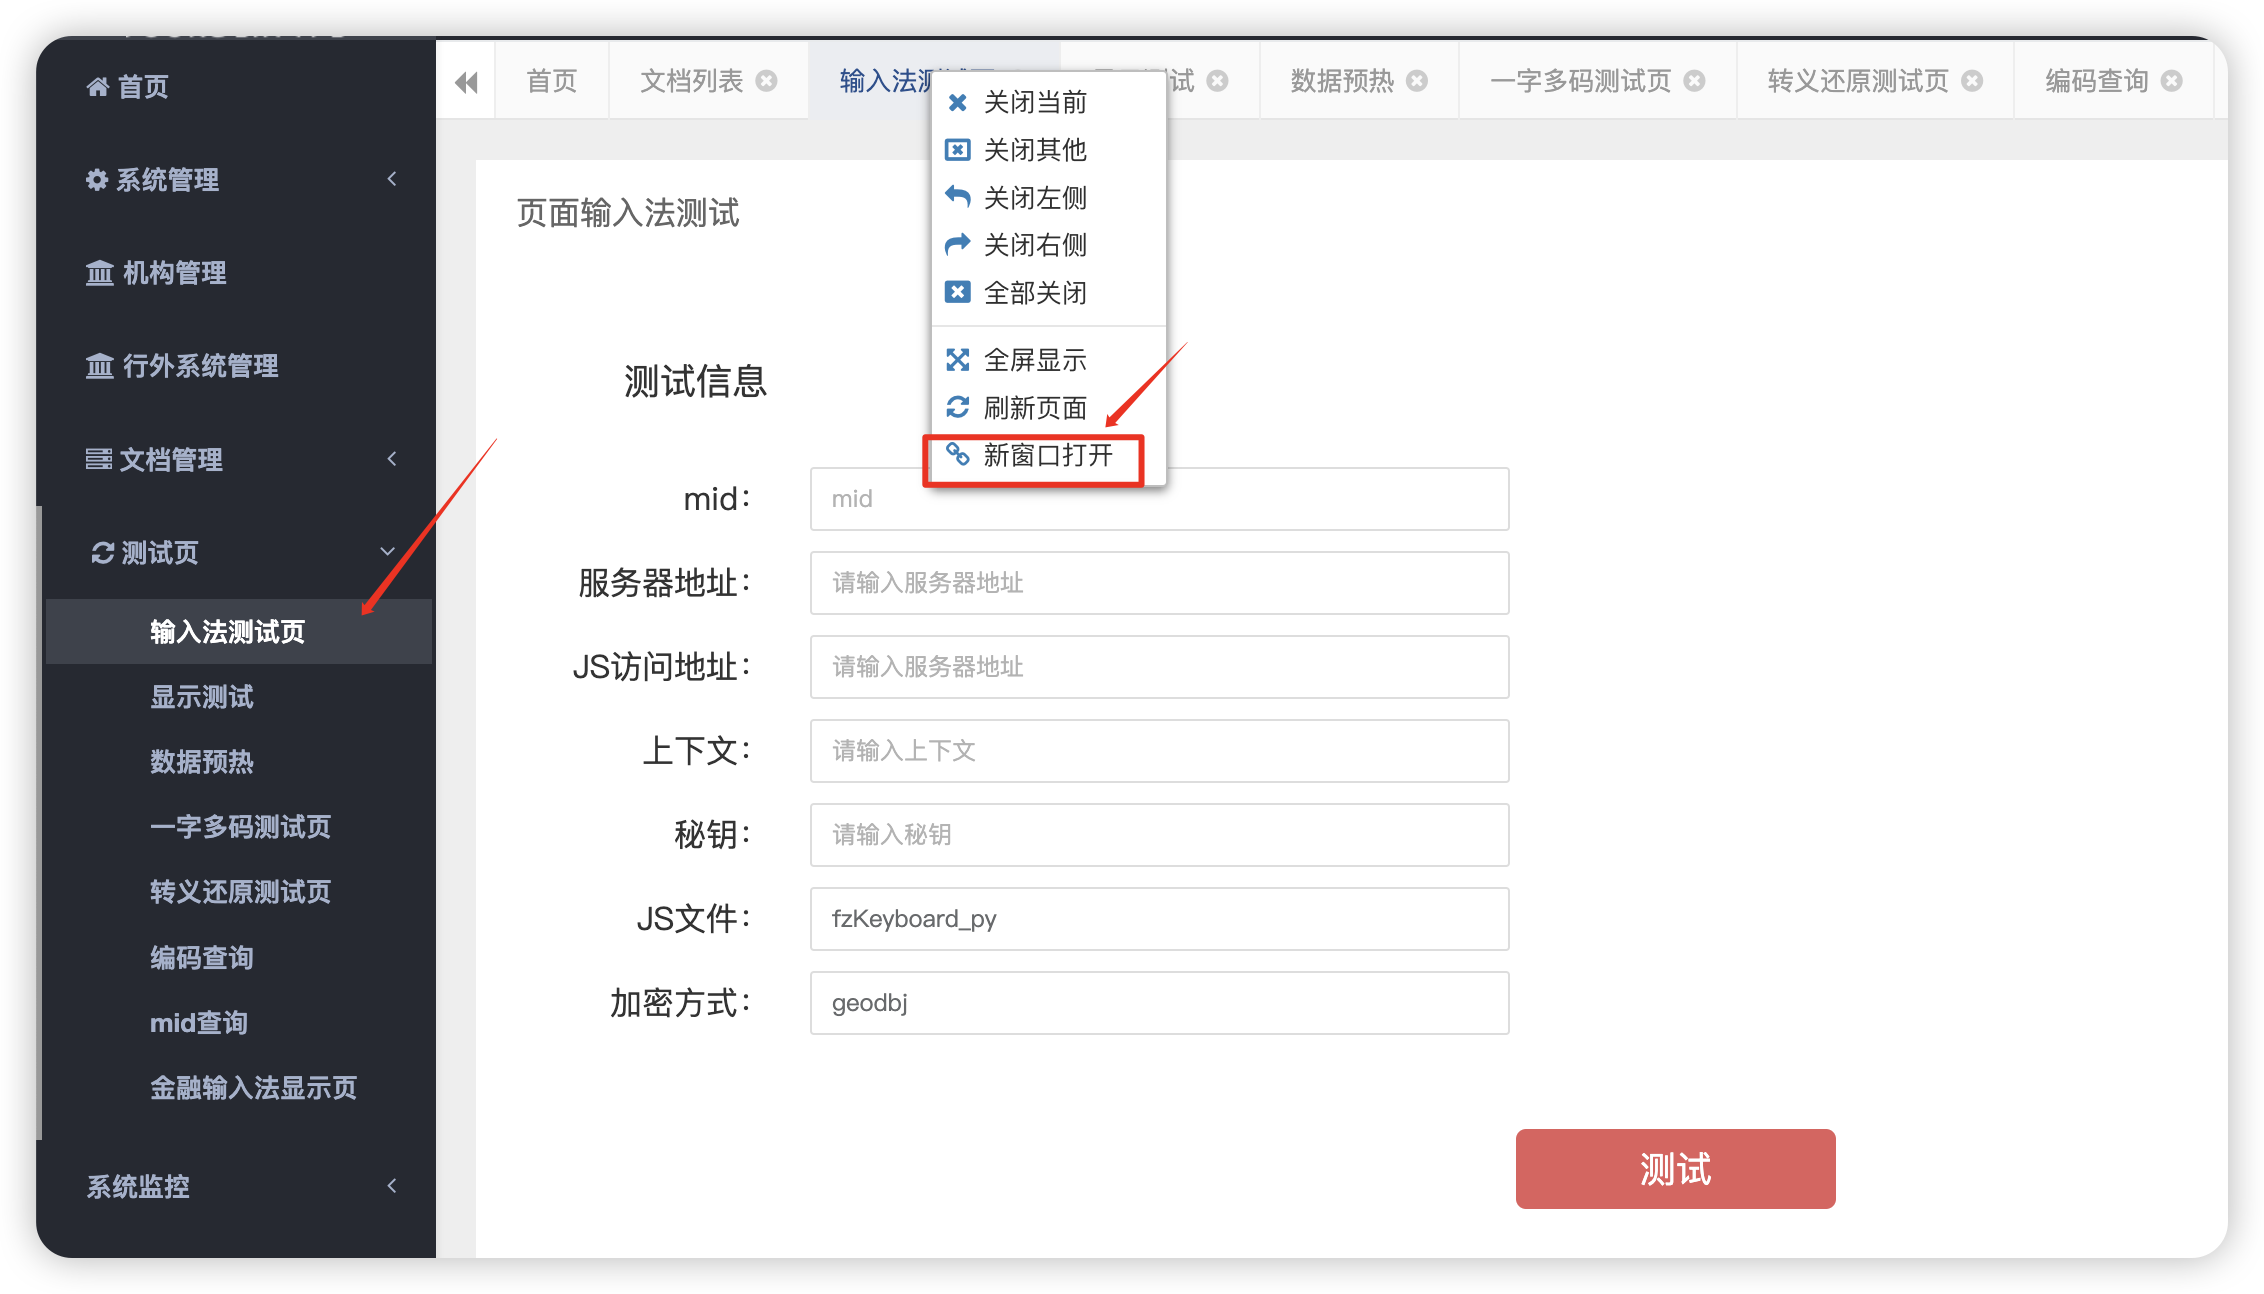 首页
系统管理
机构管理
行外系统管理
文档管理
测试页
输入法测试页
显示测试
数据预热
一字多码测试页
转义还原测试页
编码查询
mid查询
金融输入法显示页
系统监控
首页
文档列表
输入法
试
数据预热
一字多码测试页
转义还原测试页
编码查询
关闭当前
关闭其他
关闭左侧
关闭右侧
全部关闭
全屏显示
刷新页面
新窗口打开
页面输入法测试
测试信息
mid： mid
服务器地址： 请输入服务器地址
JS访问地址： 请输入服务器地址
上下文： 请输入上下文
秘钥： 请输入秘钥
JS文件： fzKeyboard_py
加密方式： geodbj
测试